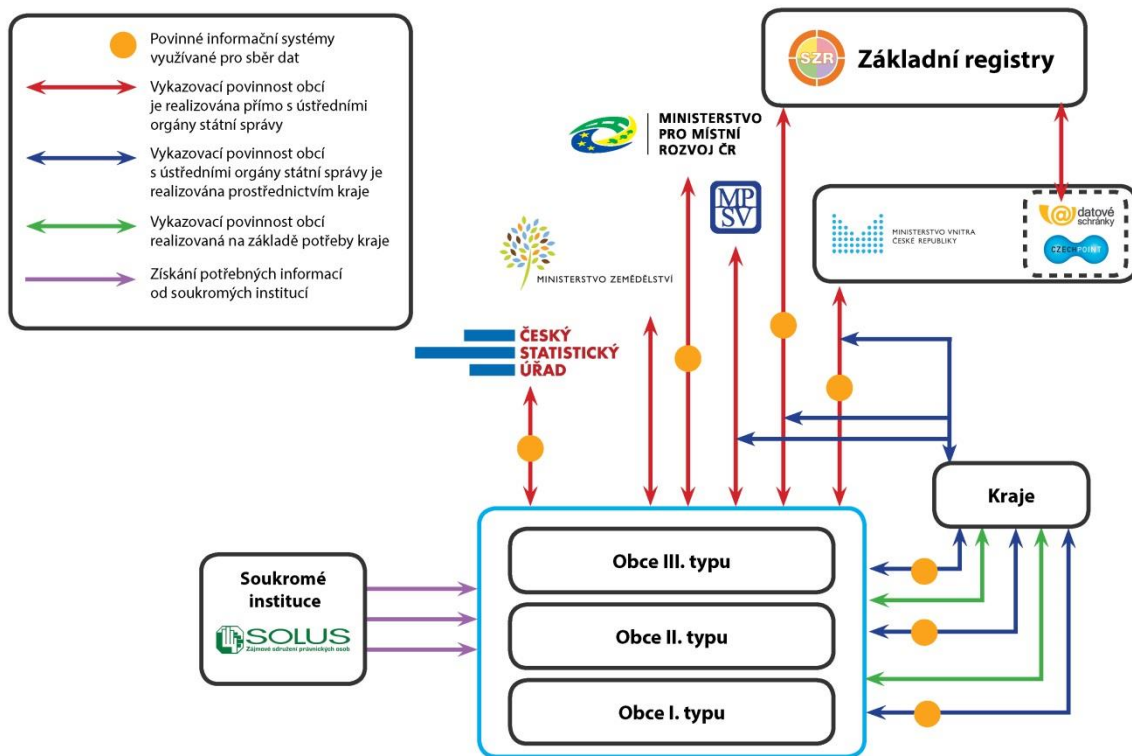 Povinné informační systémy
využívané pro sběr dat
Vykazovací povinnost obcí
je realizována přímo s ústředními
orgány státní správy
Vykazovací povinnost obcí
s ústředními orgány státní správy je
realizována prostřednictvím kraje
Vykazovací povinnost obcí
realizovaná na základě potřeby kraje
Získání potřebných informací
od soukromých institucí
SZR
Základní registry
MINISTERSTVO
PRO MÍSTNÍ
ROZVOJ ČR
MP
SV
MINISTERSTVO VNITRA
ČESKÉ REPUBLIKY
@ datové
schránky
CZECHPOINT
MINISTERSTVO ZEMĚDĚLSTVÍ
ČESKÝ
STATISTICKÝ
ÚŘAD
Kraje
Soukromé
instituce
SOLUS
Zájmové sdružení právnických osob
Obce III. typu
Obce II. typu
Obce I. typu